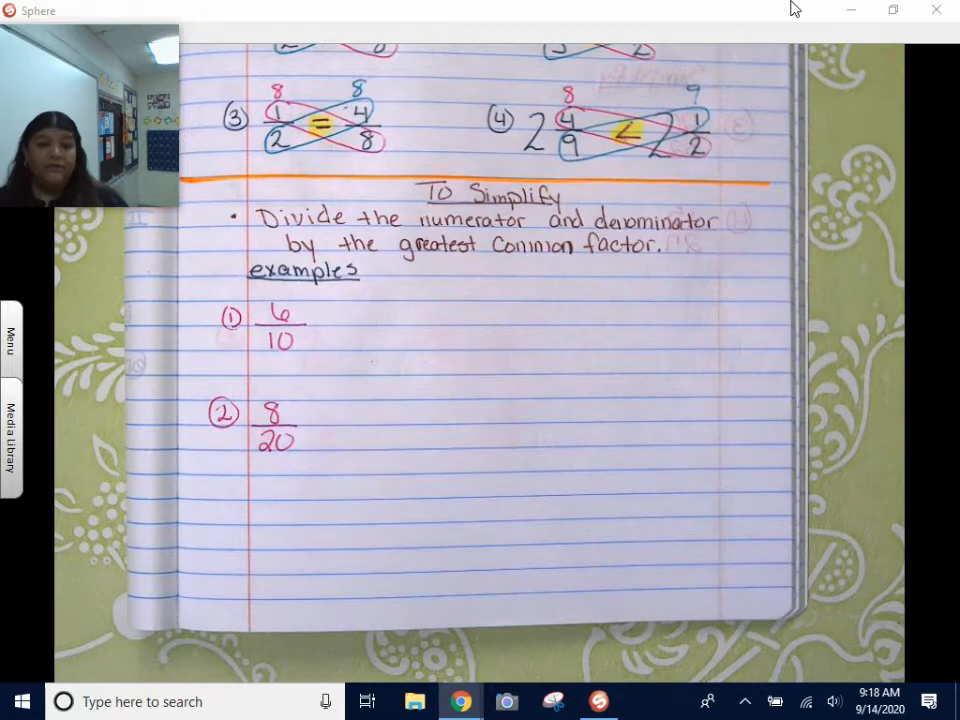 Sphere
8 8 8 9
③ 1/2 = 4/8 ④ 2 4/9 < 2 1/2
To Simplify
• Divide the numerator and denominator
by the greatest common factor.
examples
① 6/10
② 8/20
Menu
Media Library
Type here to search
9:18 AM
9/14/2020